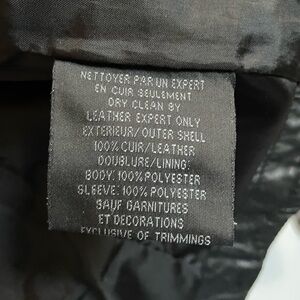 NETTOYER PAR UN EXPERT
EN CUIR SEULEMENT
DRY CLEAN BY
LEATHER EXPERT ONLY
EXTERIEUR/OUTER SHELL
100% CUIR/LEATHER
DOUBLURE/LINING:
BODY: 100% POLYESTER
SLEEVE: 100% POLYESTER
SAUF GARNITURES
ET DECORATIONS
EXCLUSIVE OF TRIMMINGS